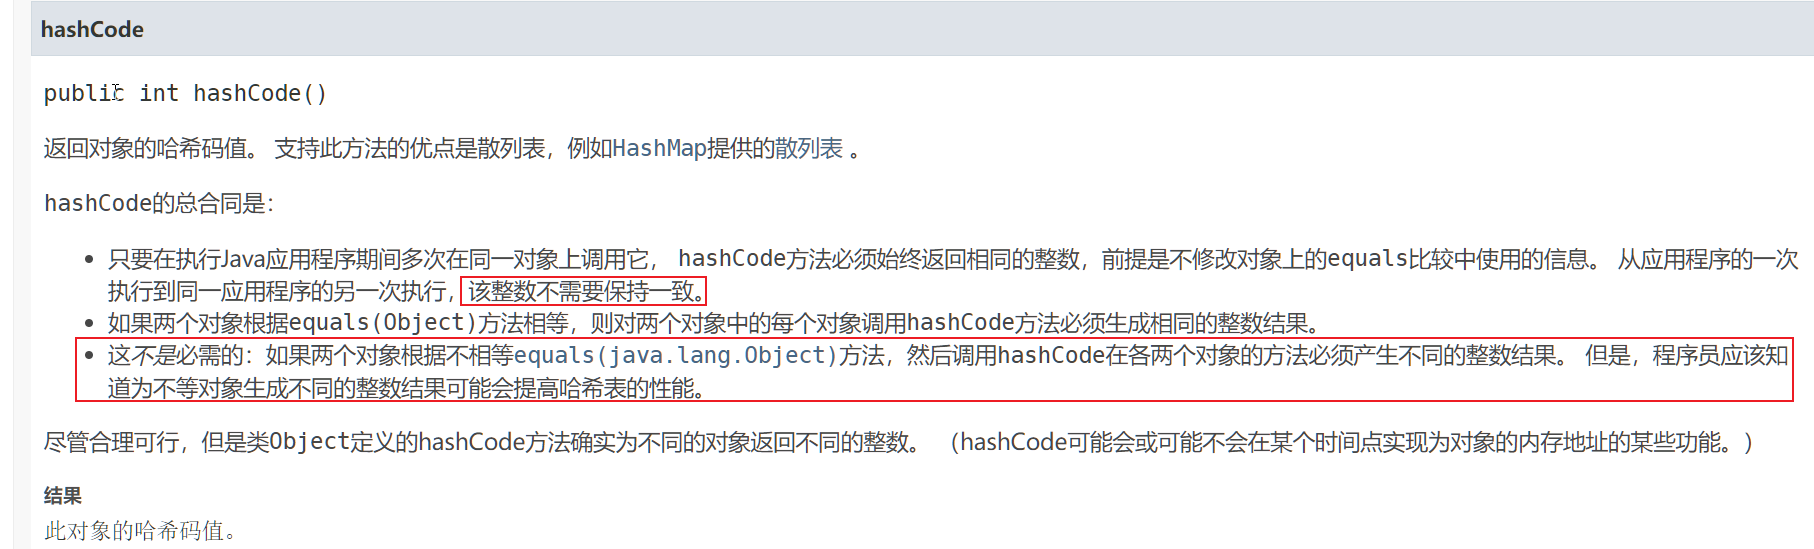 hashCode
public int hashCode()
返回对象的哈希码值。 支持此方法的优点是散列表，例如HashMap提供的散列表 。
hashCode的总合同是：
• 只要在执行Java应用程序期间多次在同一对象上调用它， hashCode方法必须始终返回相同的整数，前提是不修改对象上的equals比较中使用的信息。 从应用程序的一次
执行到同一应用程序的另一次执行，该整数不需要保持一致。
• 如果两个对象根据equals(Object)方法相等，则对两个对象中的每个对象调用hashCode方法必须生成相同的整数结果。
• 这不是必需的：如果两个对象根据不相等equals(java.lang.Object)方法，然后调用hashCode在各两个对象的方法必须产生不同的整数结果。 但是，程序员应该知
道为不等对象生成不同的整数结果可能会提高哈希表的性能。
尽管合理可行，但是类Object定义的hashCode方法确实为不同的对象返回不同的整数。 （hashCode可能会或可能不会在某个时间点实现为对象的内存地址的某些功能。）
结果
此对象的哈希码值。